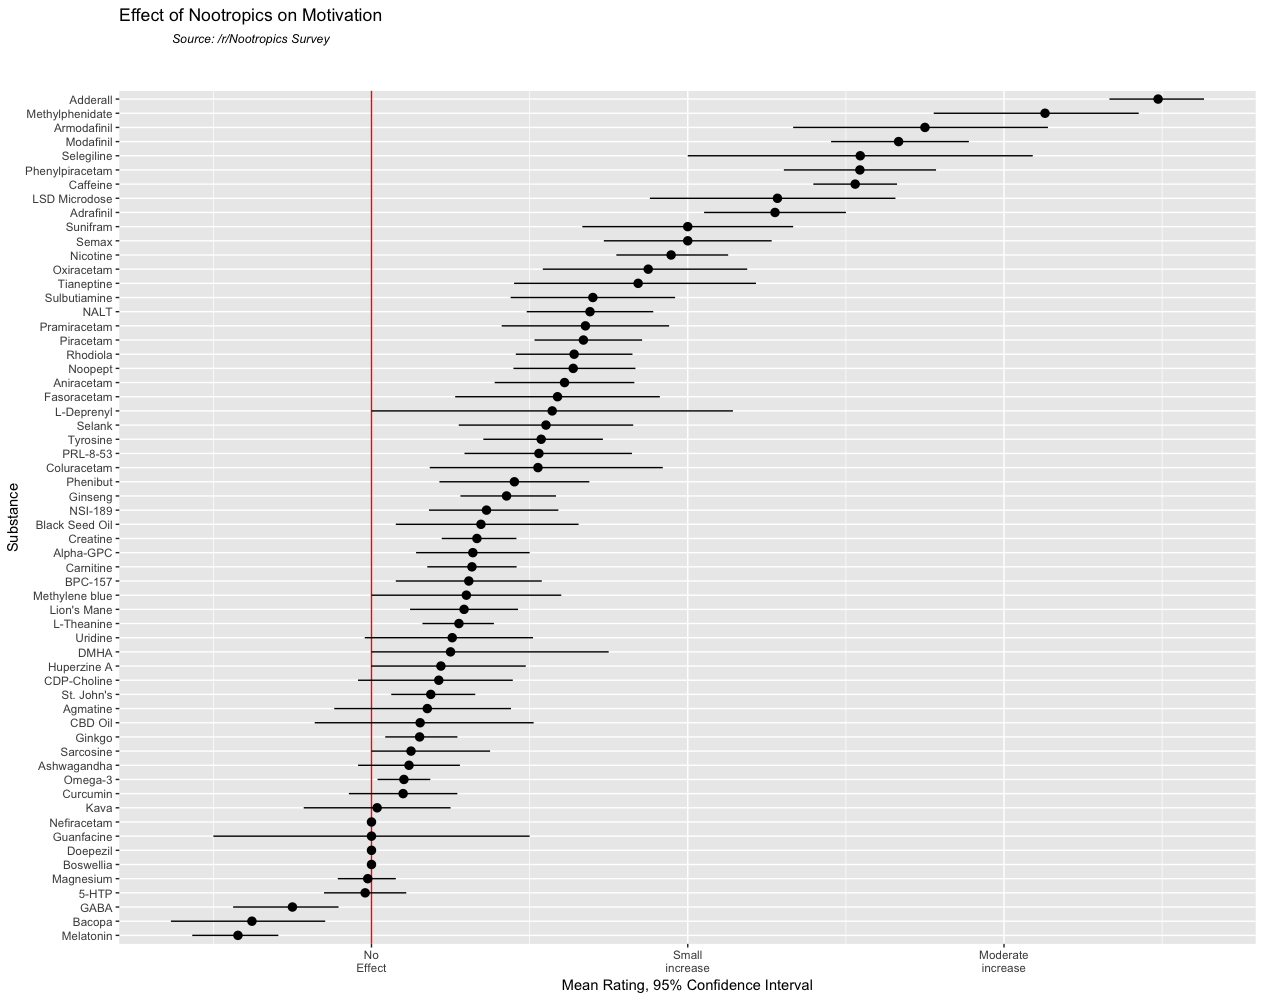 Effect of Nootropics on Motivation
Source: /r/Nootropics Survey
Substance
Adderall
Methylphenidate
Armodafinil
Modafinil
Selegiline
Phenylpiracetam
Caffeine
LSD Microdose
Adrafinil
Sunifram
Semax
Nicotine
Oxiracetam
Tianeptine
Sulbutiamine
NALT
Pramiracetam
Piracetam
Rhodiola
Noopept
Aniracetam
Fasoracetam
L-Deprenyl
Selank
Tyrosine
PRL-8-53
Coluracetam
Phenibut
Ginseng
NSI-189
Black Seed Oil
Creatine
Alpha-GPC
Carnitine
BPC-157
Methylene blue
Lion's Mane
L-Theanine
Uridine
DMHA
Huperzine A
CDP-Choline
St. John's
Agmatine
CBD Oil
Ginkgo
Sarcosine
Ashwagandha
Omega-3
Curcumin
Kava
Nefiracetam
Guanfacine
Doepezil
Boswellia
Magnesium
5-HTP
GABA
Bacopa
Melatonin
No
Effect
Small
increase
Moderate
increase
Mean Rating, 95% Confidence Interval